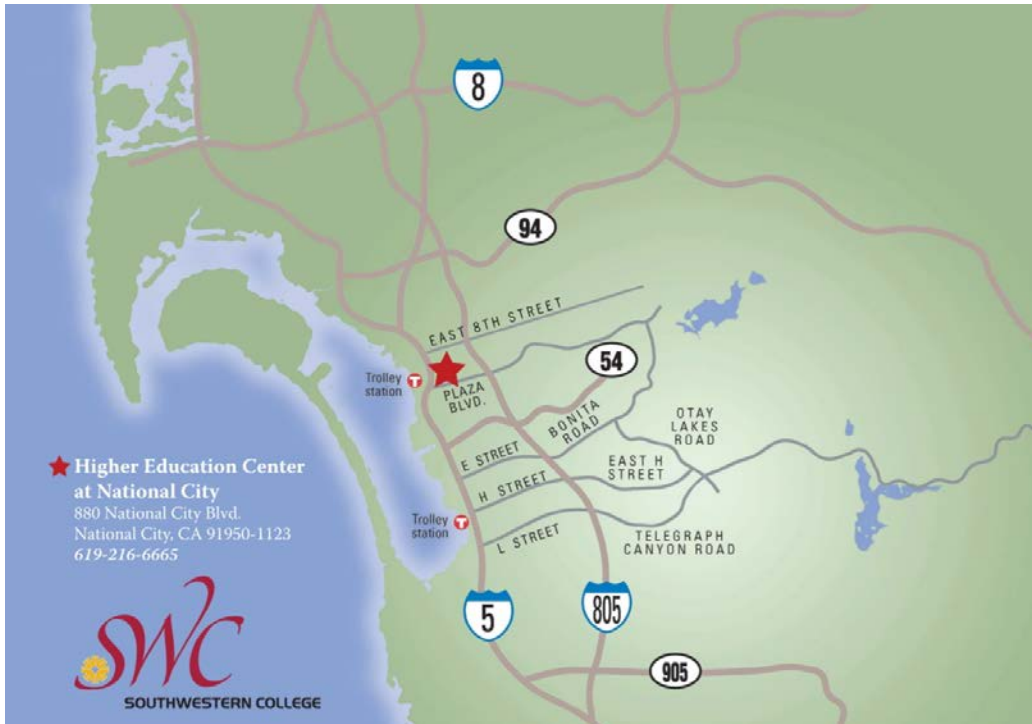 8
94
EAST 8TH STREET
Trolley
station
PLAZA
BLVD.
54
BONITA
ROAD
OTAY
LAKES
ROAD
E STREET
EAST H
STREET
H STREET
Trolley
station
L STREET
TELEGRAPH
CANYON ROAD
5
805
905
Higher Education Center
at National City
880 National City Blvd.
National City, CA 91950-1123
619-216-6665
SWC
SOUTHWESTERN COLLEGE
T
T